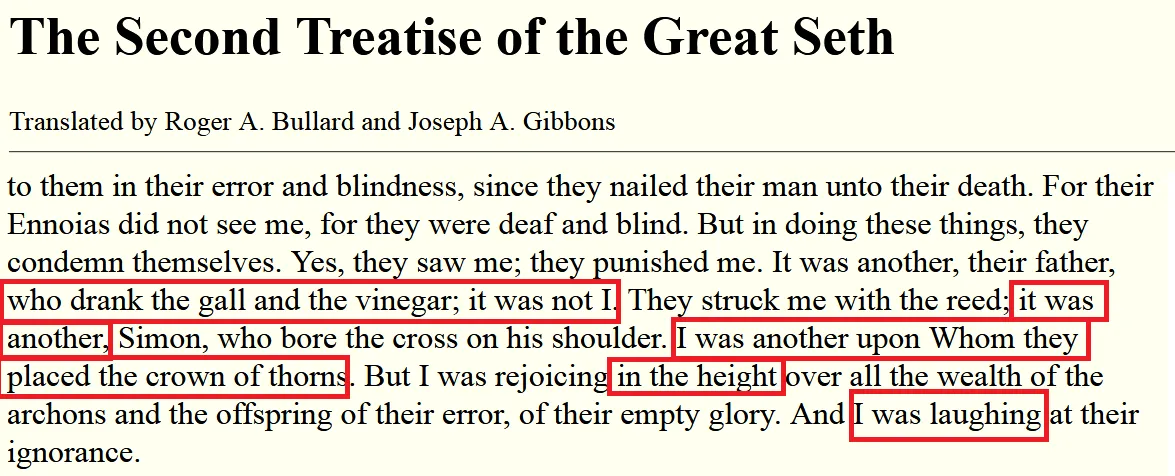 The Second Treatise of the Great Seth
Translated by Roger A. Bullard and Joseph A. Gibbons
to them in their error and blindness, since they nailed their man unto their death. For their
Ennoias did not see me, for they were deaf and blind. But in doing these things, they
condemn themselves. Yes, they saw me; they punished me. It was another, their father,
who drank the gall and the vinegar; it was not I. They struck me with the reed; it was
another, Simon, who bore the cross on his shoulder. I was another upon Whom they
placed the crown of thorns. But I was rejoicing in the height over all the wealth of the
archons and the offspring of their error, of their empty glory. And I was laughing at their
ignorance.